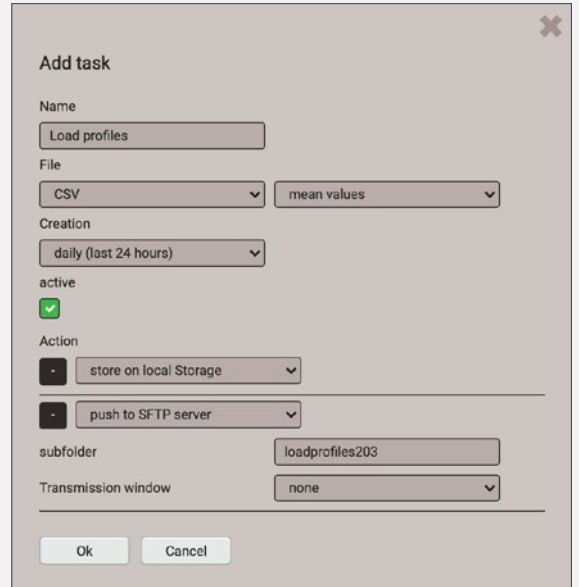 Add task
Name
Load profiles
File
CSV mean values
Creation
daily (last 24 hours)
active
Action
- store on local Storage
- push to SFTP server
subfolder loadprofiles203
Transmission window none
Ok Cancel